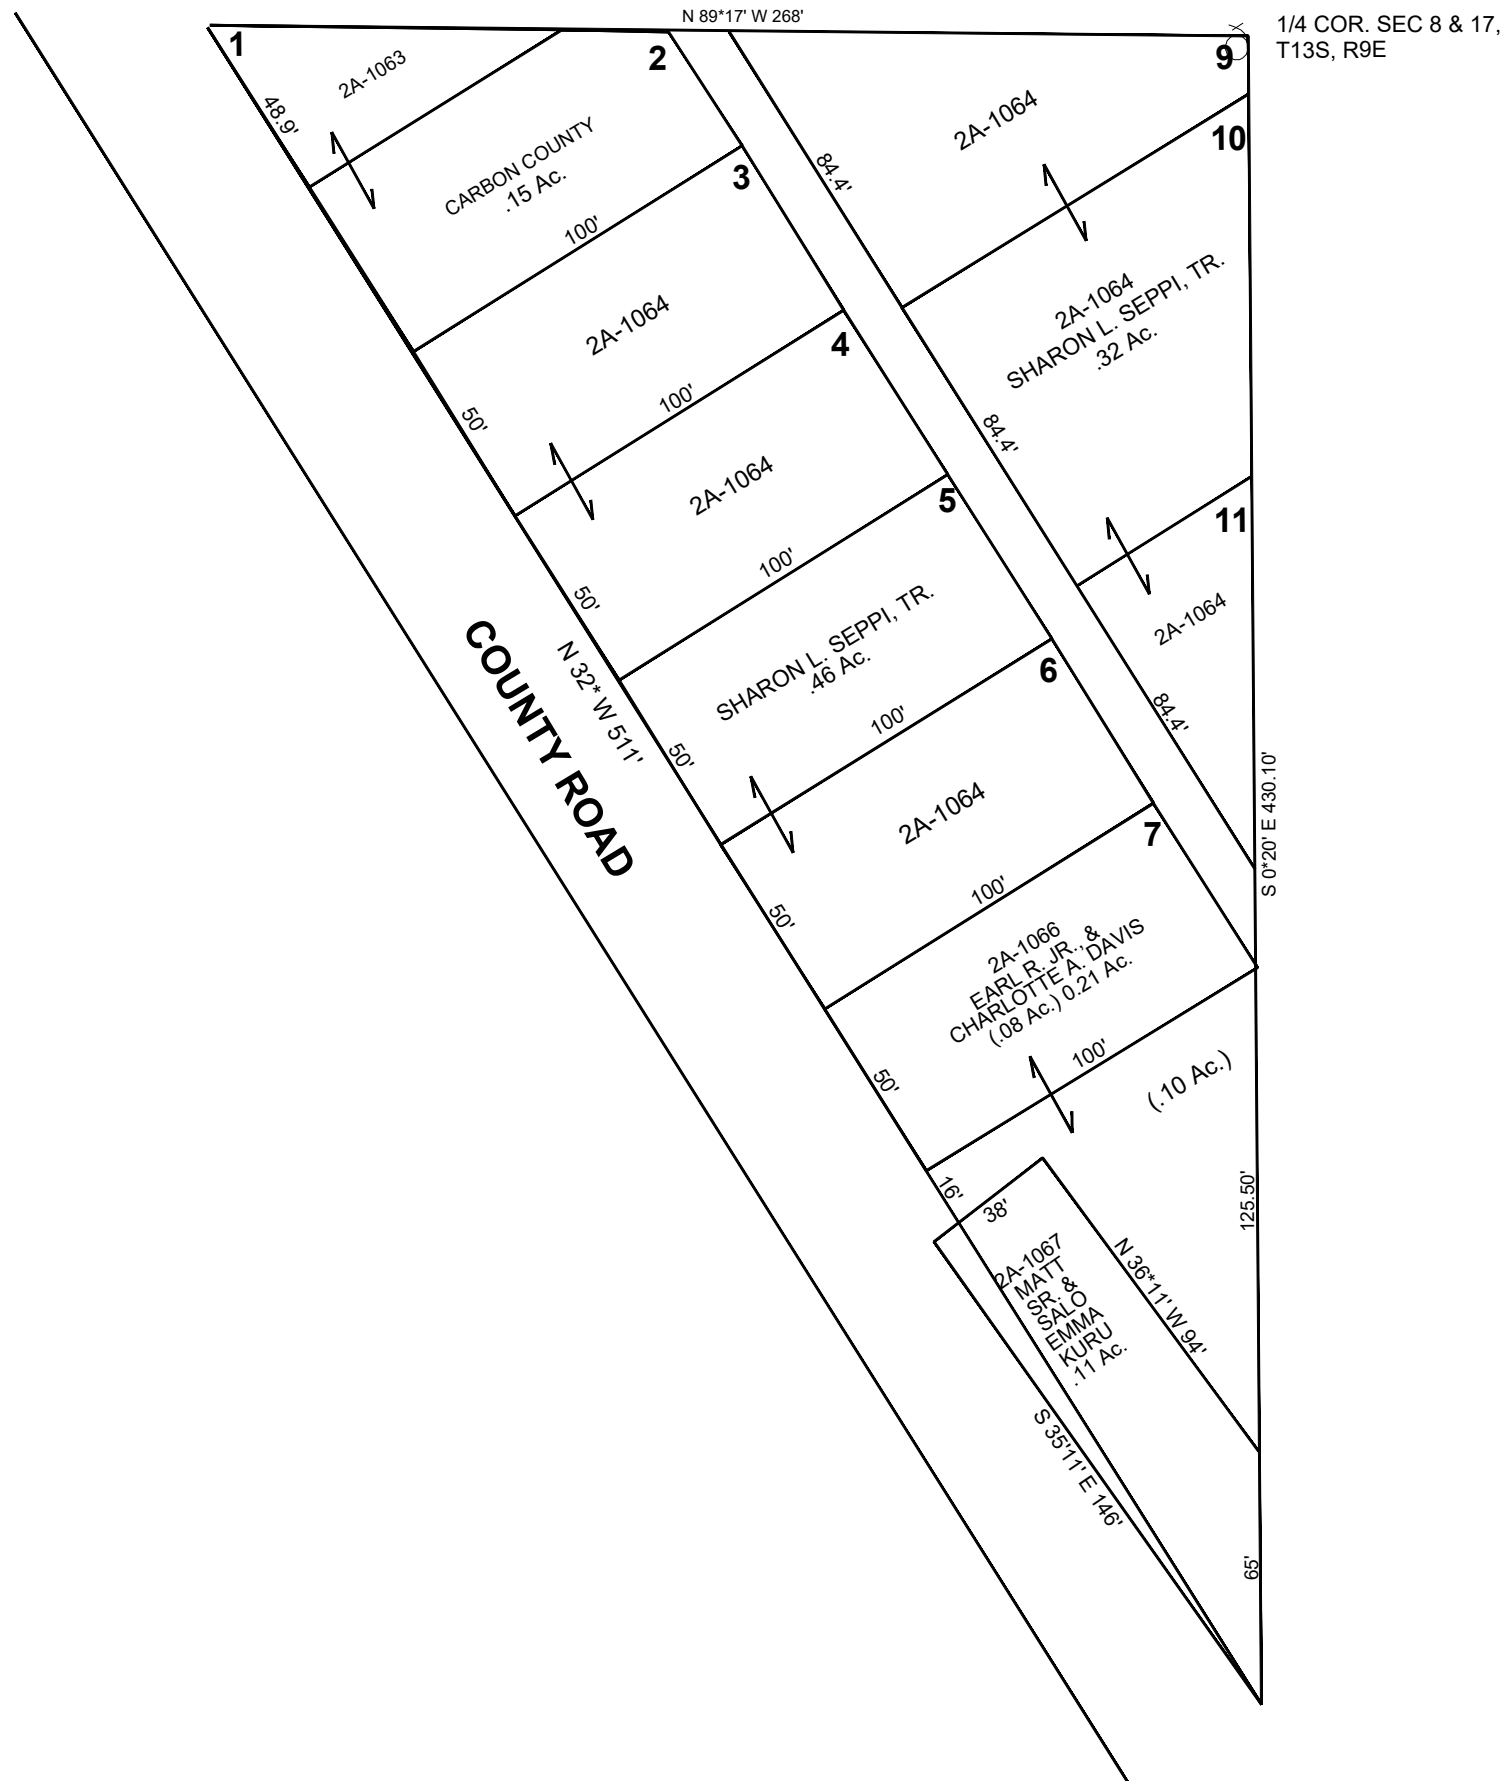 N 89*17' W 268'
1/4 COR. SEC 8 & 17,
T13S, R9E
1
2
9
2A-1063
48.9'
CARBON COUNTY
.15 Ac.
2A-1064
10
84.4'
3
100'
2A-1064
SHARON L. SEPPI, TR.
.32 Ac.
2A-1064
4
100'
50'
84.4'
2A-1064
5
11
100'
50'
2A-1064
COUNTY ROAD
N 32* W 511'
SHARON L. SEPPI, TR.
.46 Ac.
6
100'
50'
84.4'
S 0*20' E 430.10'
2A-1064
7
100'
50'
2A-1066
EARL R. JR., &
CHARLOTTE A. DAVIS
(.08 Ac.) 0.21 Ac.
100'
50'
(.10 Ac.)
16'
38'
125.50'
2A-1067
MATT
SR. &
SALO
EMMA
KURU
.11 Ac.
N 36*11' W 94'
S 35'11' E 146'
65'